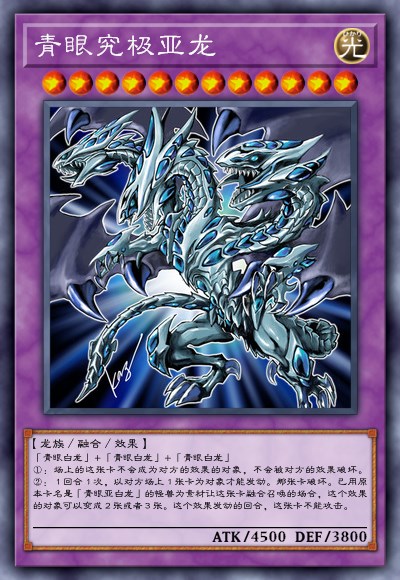 青眼究极亚龙
ひかり
光
【龙族/融合/效果】
「青眼白龙」+「青眼白龙」+「青眼白龙」
①：场上的这张卡不会成为对方的效果的对象，不会被对方的效果破坏。
②：1回合1次，以对方场上1张卡为对象才能发动。那张卡破坏。已用原
本卡名是「青眼亚白龙」的怪兽为素材让这张卡融合召唤的场合，这个效果
的对象可以变成2张或者3张。这个效果发动的回合，这张卡不能攻击。
ATK/4500 DEF/3800